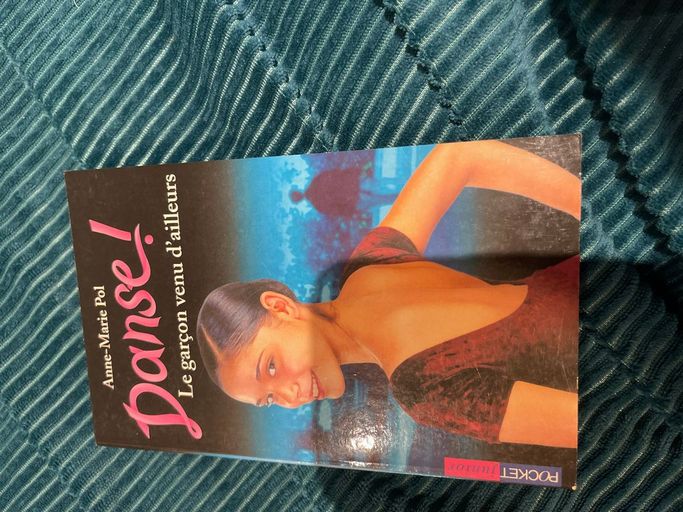 Anne-Marie Pol
Danse!
Le garçon venu d'ailleurs
POCKET
junior